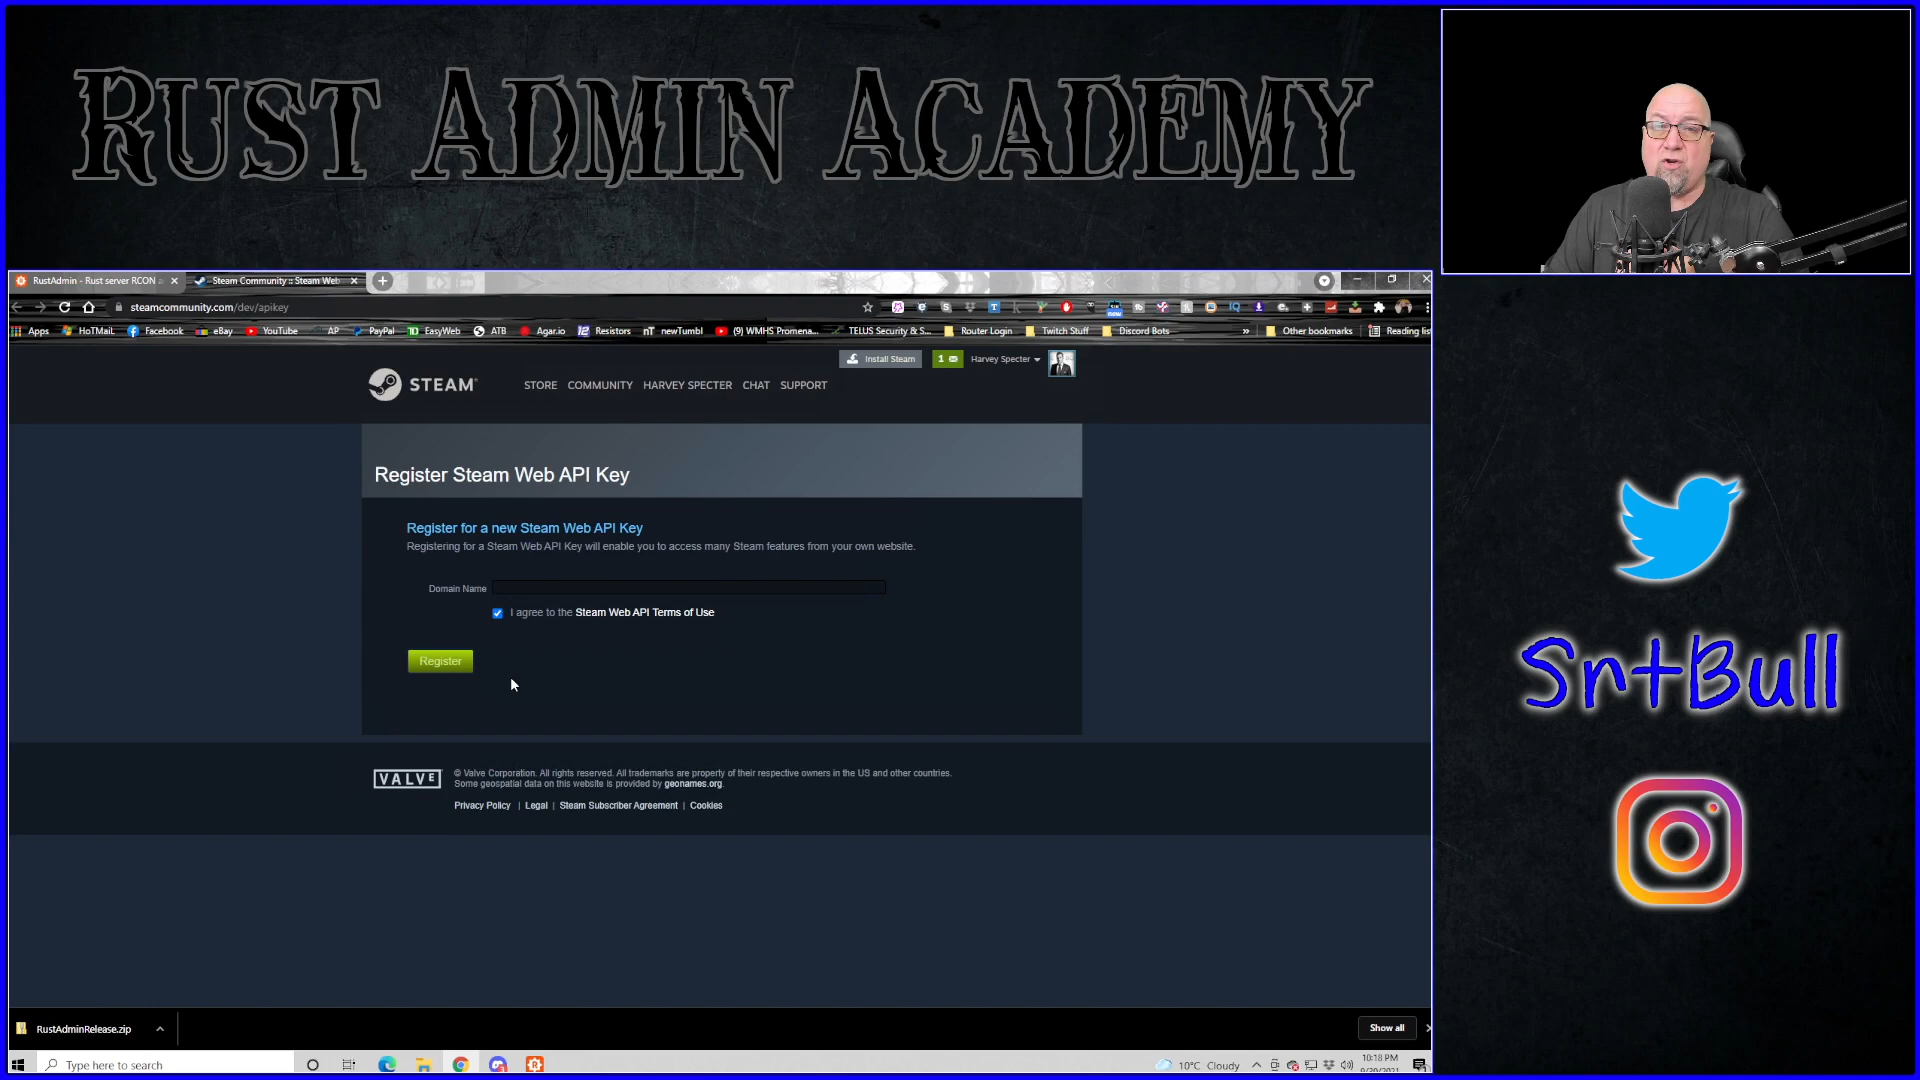 RUST ADMIN ACADEMY
RustAdmin - Rust server RCON
Steam Community :: Steam Web
steamcommunity.com/dev/apikey
Apps HoTMaiL Facebook eBay YouTube AP PayPal EasyWeb ATB Agar.io Resistors newTumbl (9) WMHS Promena... TELUS Security & S... Router Login Twitch Stuff Discord Bots » Other bookmarks Reading list
Install Steam 1 Harvey Specter
STEAM STORE COMMUNITY HARVEY SPECTER CHAT SUPPORT
Register Steam Web API Key
Register for a new Steam Web API Key
Registering for a Steam Web API Key will enable you to access many Steam features from your own website.
Domain Name
I agree to the Steam Web API Terms of Use
Register
VALVE
© Valve Corporation. All rights reserved. All trademarks are property of their respective owners in the US and other countries.
Some geospatial data on this website is provided by geonames.org.
Privacy Policy | Legal | Steam Subscriber Agreement | Cookies
SntBull
RustAdminRelease.zip
Show all
Type here to search
10°C Cloudy
10:18 PM
9/30/2021